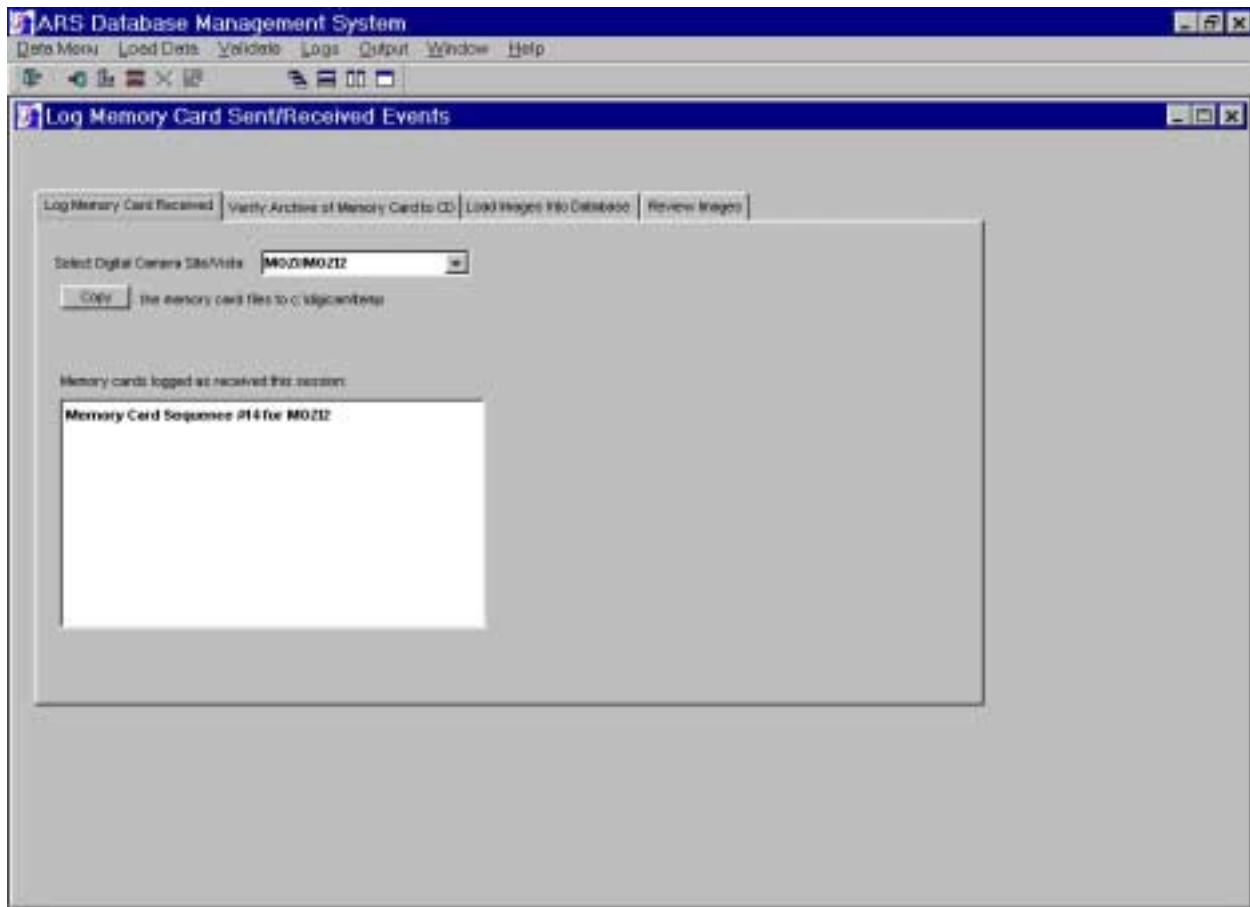 ARS Database Management System
Data Menu Load Data Validate Logs Output Window Help
Log Memory Card Sent/Received Events
Log Memory Card Received Verify Archive of Memory Card to CD Load Images Into Database Review Images
Select Digital Camera Site/Vista
Copy the memory card files to c:\digicam\temp
Memory cards logged as received this session:
Memory Card Sequence #14 for MOZI2